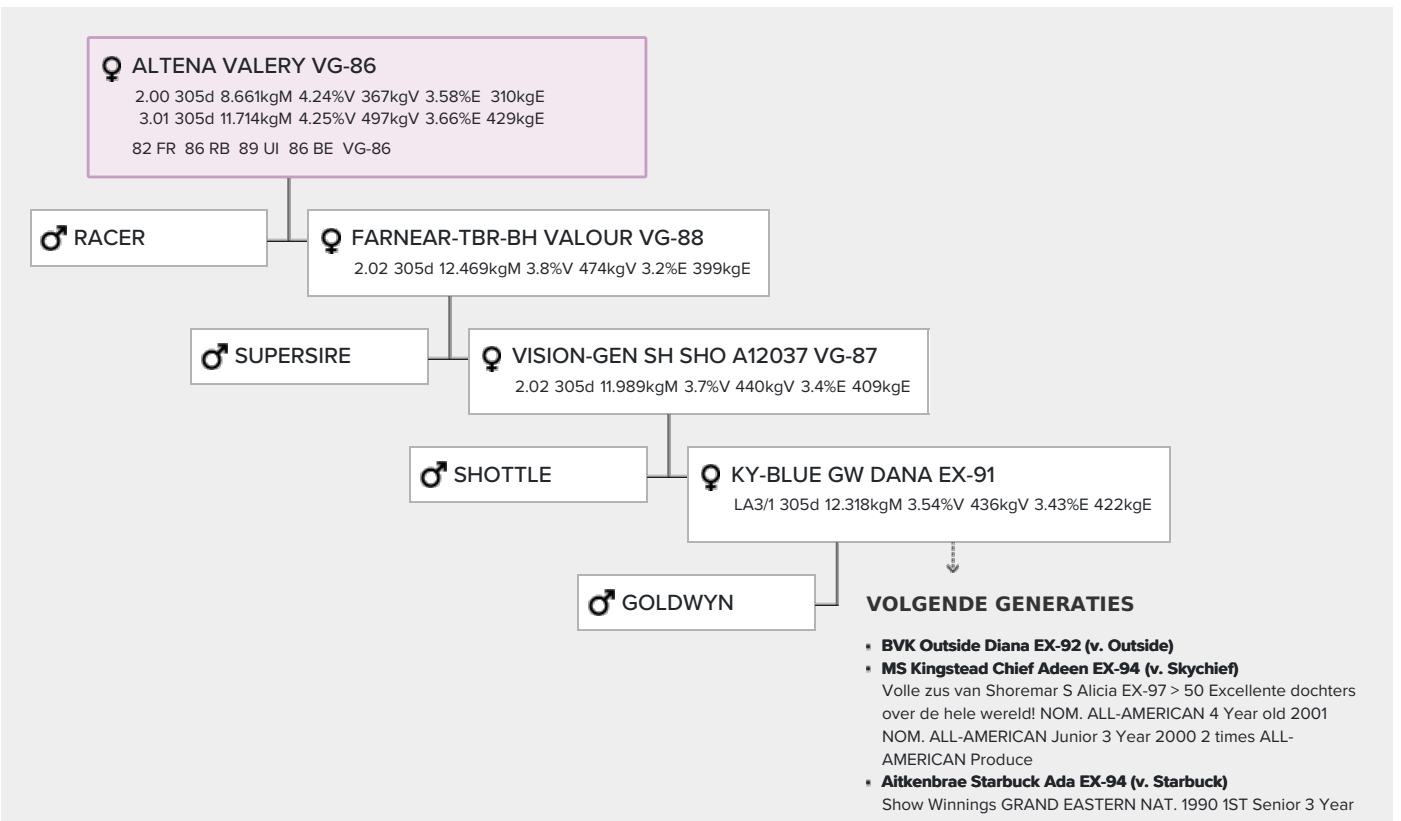 ALTENA VALERY VG-86
2.00 305d 8.661kgM 4.24%V 367kgV 3.58%E 310kgE
3.01 305d 11.714kgM 4.25%V 497kgV 3.66%E 429kgE
82 FR 86 RB 89 UI 86 BE VG-86
RACER
FARNEAR-TBR-BH VALOUR VG-88
2.02 305d 12.469kgM 3.8%V 474kgV 3.2%E 399kgE
SUPERSIRE
VISION-GEN SH SHO A12037 VG-87
2.02 305d 11.989kgM 3.7%V 440kgV 3.4%E 409kgE
SHOTTLE
KY-BLUE GW DANA EX-91
LA3/1 305d 12.318kgM 3.54%V 436kgV 3.43%E 422kgE
GOLDWYN
VOLGENDE GENERATIES
BVK Outside Diana EX-92 (v. Outside)
MS Kingstead Chief Adeen EX-94 (v. Skychief)
Volle zus van Shoremar S Alicia EX-97 > 50 Excellente dochters
over de hele wereld! NOM. ALL-AMERICAN 4 Year old 2001
NOM. ALL-AMERICAN Junior 3 Year 2000 2 times ALL-
AMERICAN Produce
Aitkenbrae Starbuck Ada EX-94 (v. Starbuck)
Show Winnings GRAND EASTERN NAT. 1990 1ST Senior 3 Year